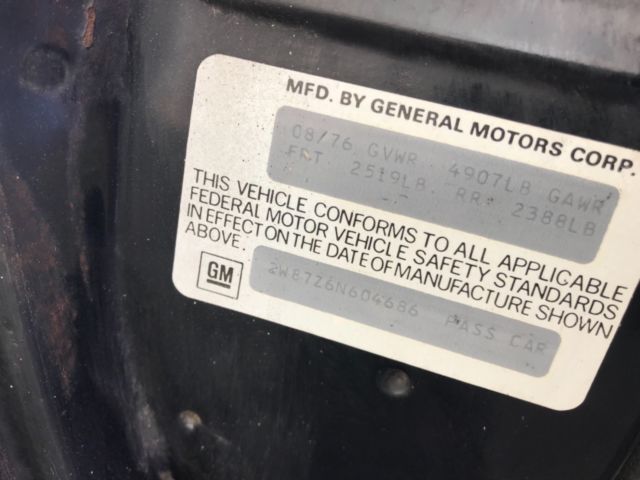 MFD. BY GENERAL MOTORS CORP.
08/76 GVWR 4907LB GAWR
FRT 2519LB RR 2388LB
THIS VEHICLE CONFORMS TO ALL APPLICABLE
FEDERAL MOTOR VEHICLE SAFETY STANDARDS
IN EFFECT ON THE DATE OF MANUFACTURE SHOWN
ABOVE.
GM
2W87Z6N604686 PASS CAR